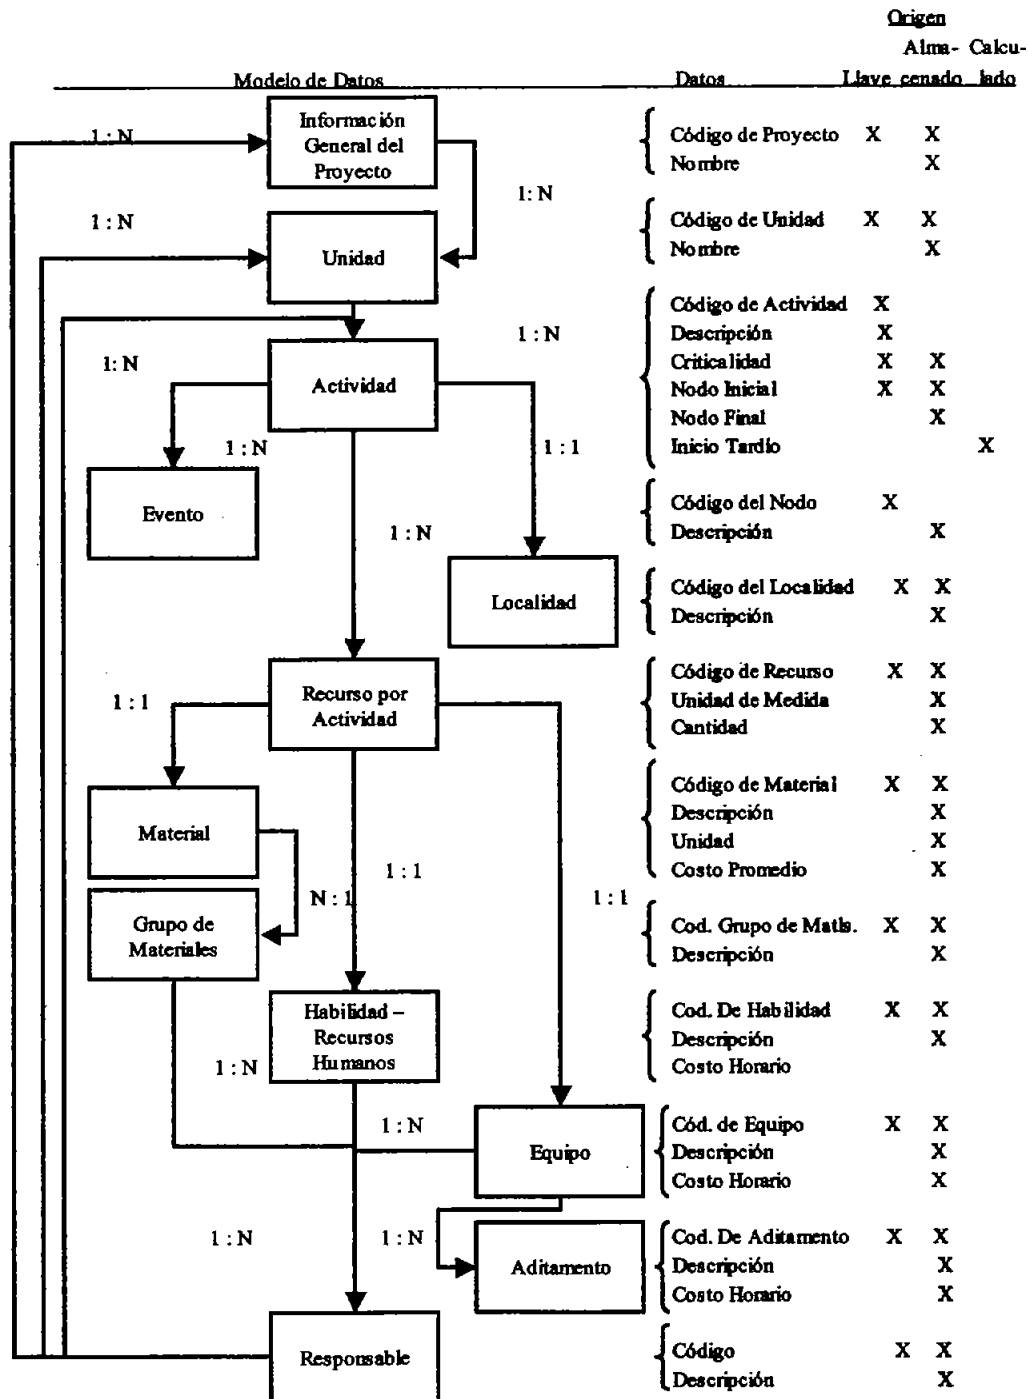 Origen
Alma- Calcu-
Modelo de Datos Datos Llave cenado lado
Información
General del
Proyecto
1 : N
1: N
Código de Proyecto X X
Nombre X
1 : N
Unidad
Código de Unidad X X
Nombre X
1: N
Actividad
1 : N
Código de Actividad X
Descripción X
Criticalidad X X
Nodo Inicial X X
Nodo Final X
Inicio Tardío X
1 : N
1 : 1
Evento
Código del Nodo X
Descripción X
1 : N
Localidad
Código del Localidad X X
Descripción X
1 : 1
Recurso por
Actividad
Código de Recurso X X
Unidad de Medida X
Cantidad X
Material
Código de Material X X
Descripción X
Unidad X
Costo Promedio X
1 : 1
N : 1
1 : 1
Grupo de
Materiales
Cod. Grupo de Matls. X X
Descripción X
Habilidad –
Recursos
Humanos
1 : N
Cod. De Habilidad X X
Descripción X
Costo Horario
1 : N
Equipo
Cód. de Equipo X X
Descripción X
Costo Horario X
1 : N
1 : N
Aditamento
Cod. De Aditamento X X
Descripción X
Costo Horario X
Responsable
Código X X
Descripción X